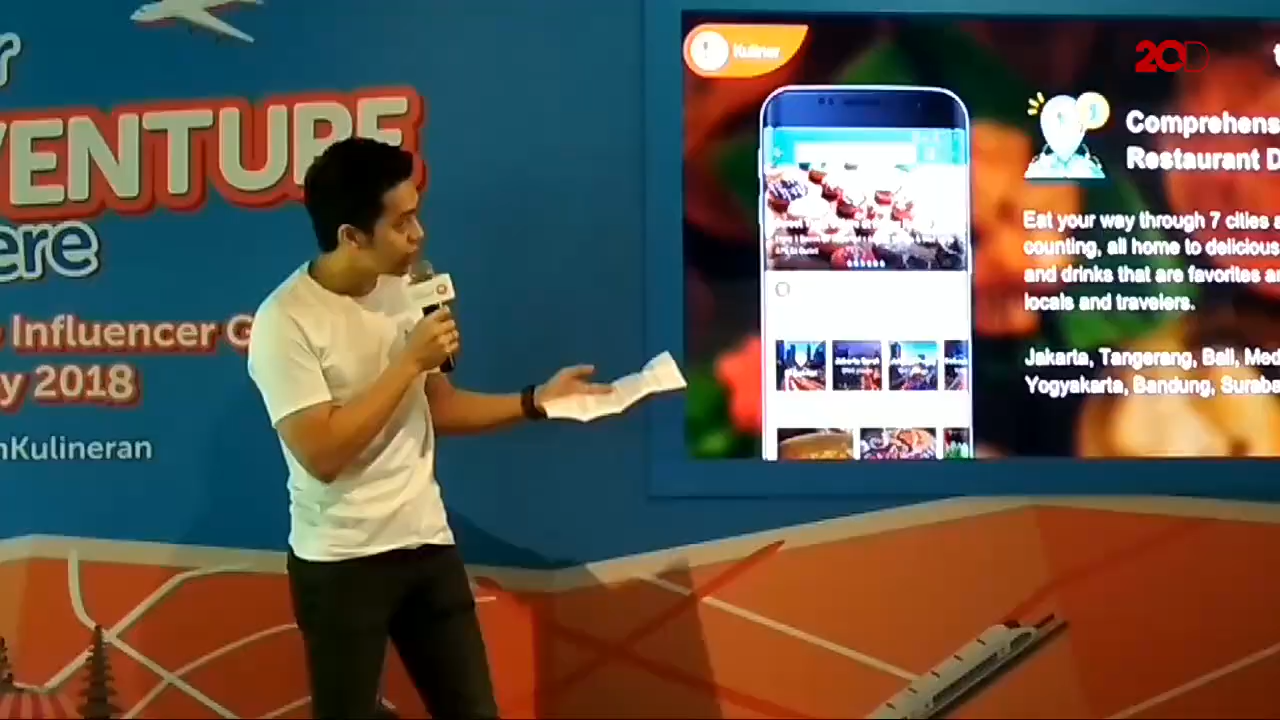 r
VENTURE
ere
Influencer G
y 2018
nKulineran
Kuliner
20D
Comprehens
Restaurant D
Eat your way through 7 cities a
counting, all home to delicious
and drinks that are favorites a
locals and travelers.
Jakarta, Tangerang, Bali, Med
Yogyakarta, Bandung, Suraba